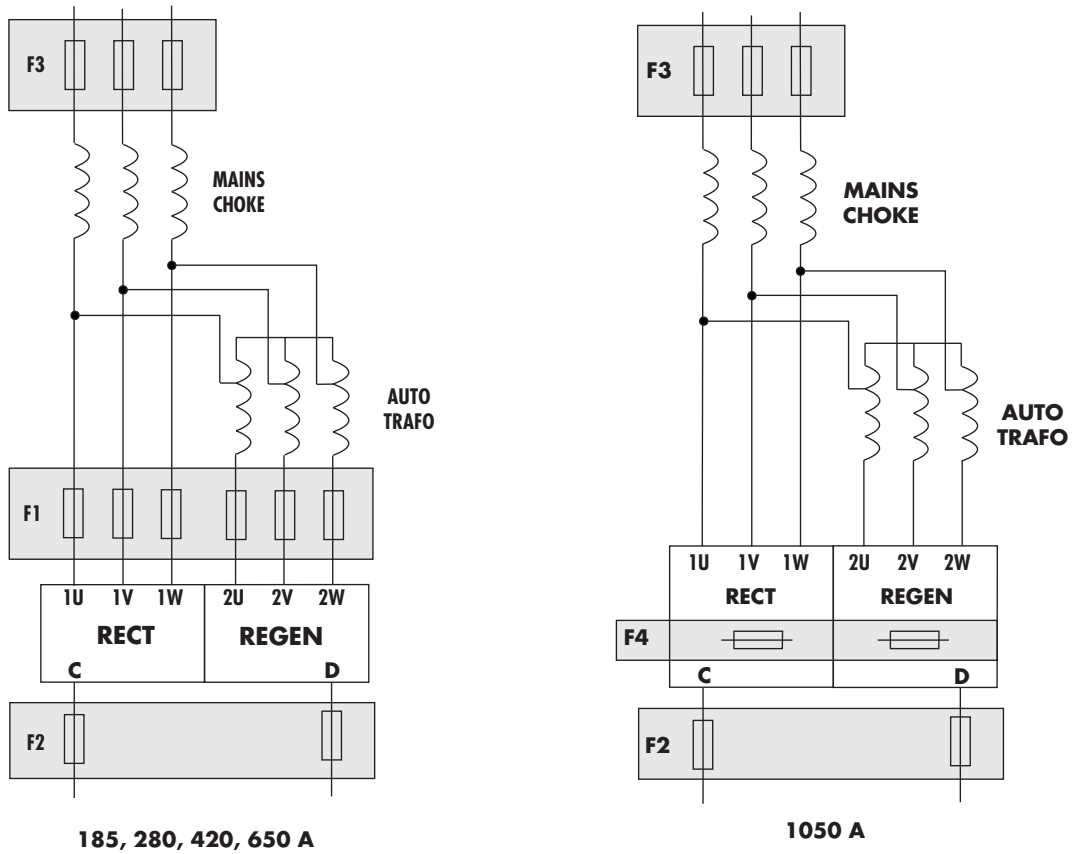 F3
MAINS
CHOKE
AUTO
TRAFO
F1
1U 1V 1W 2U 2V 2W
RECT REGEN
C D
F2
185, 280, 420, 650 A
F3
MAINS
CHOKE
AUTO
TRAFO
1U 1V 1W 2U 2V 2W
RECT REGEN
F4
C D
F2
1050 A